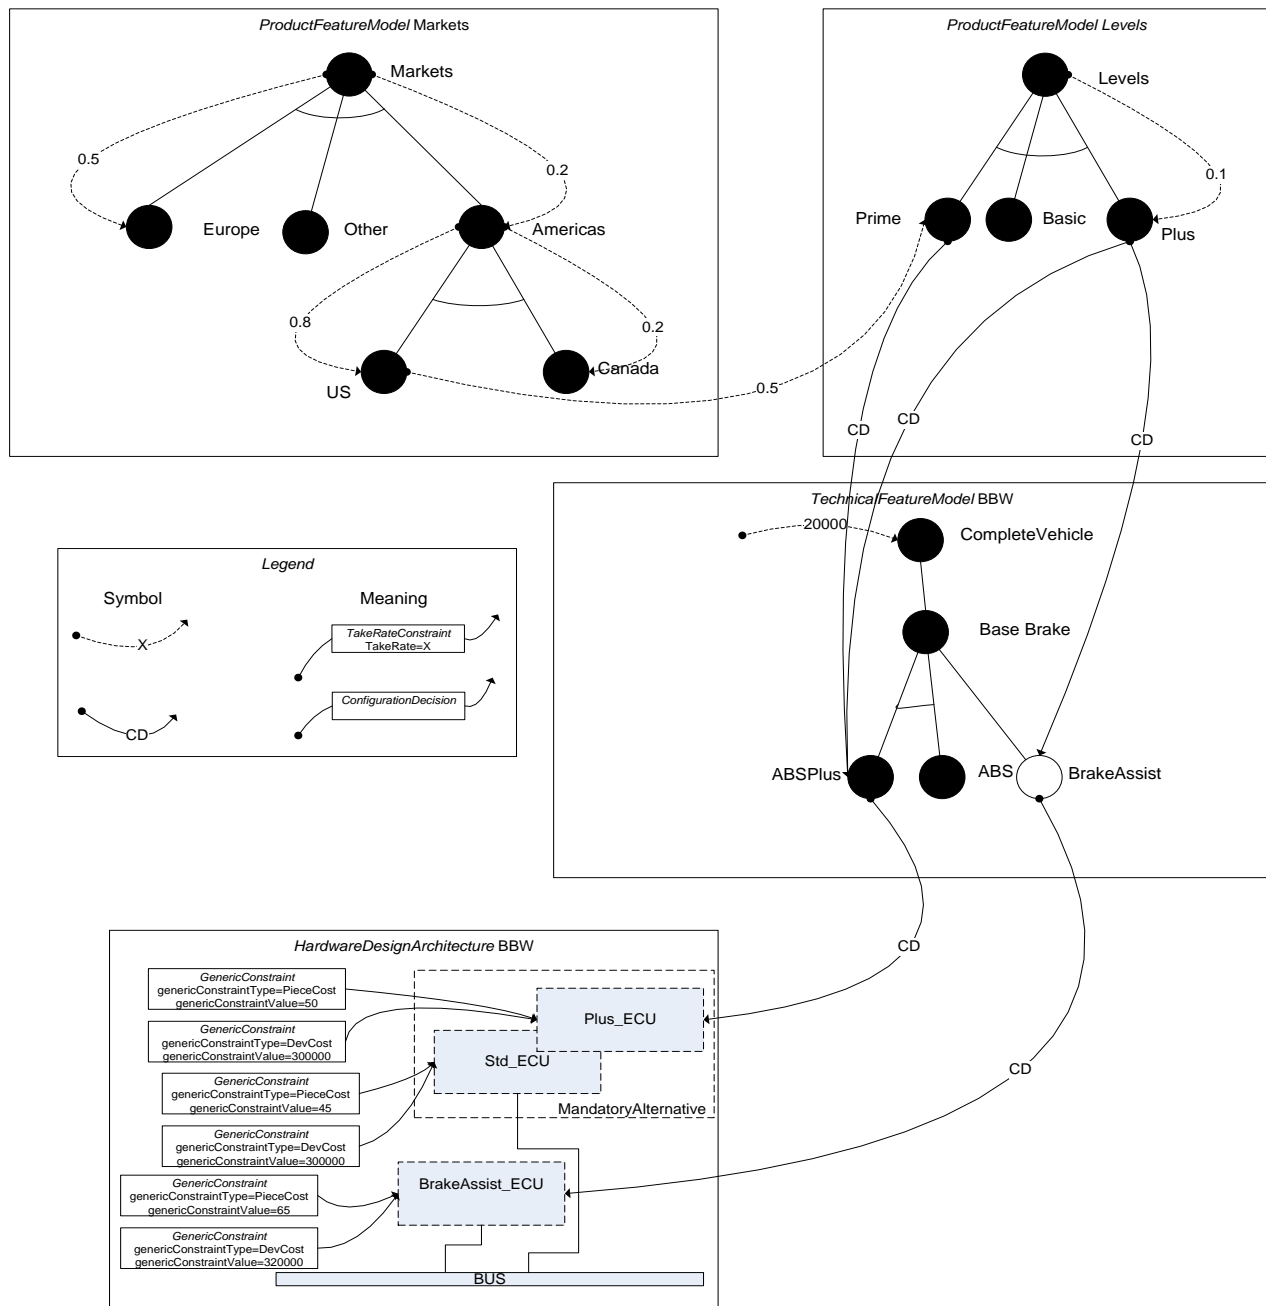 ProductFeatureModel Markets
Markets
0.5
0.2
Europe
Other
Americas
0.8
0.2
US
Canada
ProductFeatureModel Levels
Levels
0.1
Prime
Basic
Plus
0.5
CD
CD
CD
TechnicalFeatureModel BBW
20000
CompleteVehicle
Base Brake
ABSPlus
ABS
BrakeAssist
Legend
Symbol
Meaning
X
TakeRateConstraint
TakeRate=X
CD
ConfigurationDecision
CD
CD
HardwareDesignArchitecture BBW
GenericConstraint
genericConstraintType=PieceCost
genericConstraintValue=50
GenericConstraint
genericConstraintType=DevCost
genericConstraintValue=300000
GenericConstraint
genericConstraintType=PieceCost
genericConstraintValue=45
GenericConstraint
genericConstraintType=DevCost
genericConstraintValue=300000
GenericConstraint
genericConstraintType=PieceCost
genericConstraintValue=65
GenericConstraint
genericConstraintType=DevCost
genericConstraintValue=320000
Plus_ECU
Std_ECU
MandatoryAlternative
BrakeAssist_ECU
BUS